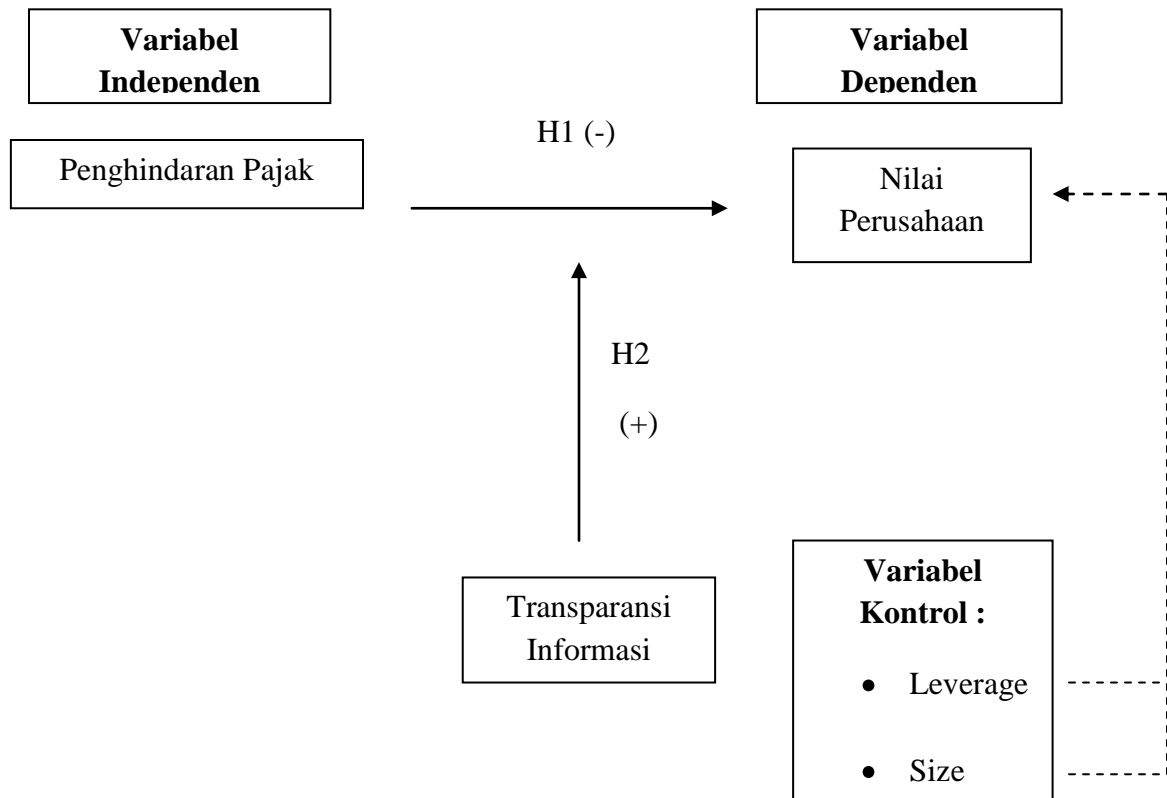 Variabel
Independen
Variabel
Dependen
H1 (-)
Penghindaran Pajak
Nilai
Perusahaan
H2
(+)
Transparansi
Informasi
Variabel
Kontrol :
• Leverage
• Size